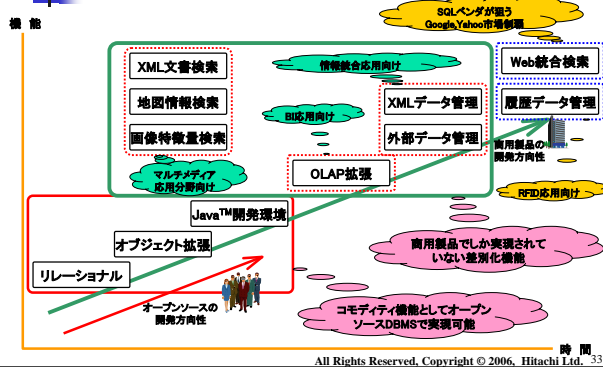 SQLベンダが狙う
Google,Yahoo市場制覇
機 能
XML文書検索
情報統合応用向け
Web統合検索
地図情報検索
BI応用向け
XMLデータ管理
履歴データ管理
画像特徴量検索
外部データ管理
商用製品の
開発方向性
マルチメディア
応用分野向け
OLAP拡張
RFID応用向け
Java™開発環境
オブジェクト拡張
商用製品でしか実現されて
いない差別化機能
リレーショナル
オープンソースの
開発方向性
コモディティ機能としてオープン
ソースDBMSで実現可能
時 間
All Rights Reserved, Copyright © 2006, Hitachi Ltd. 33